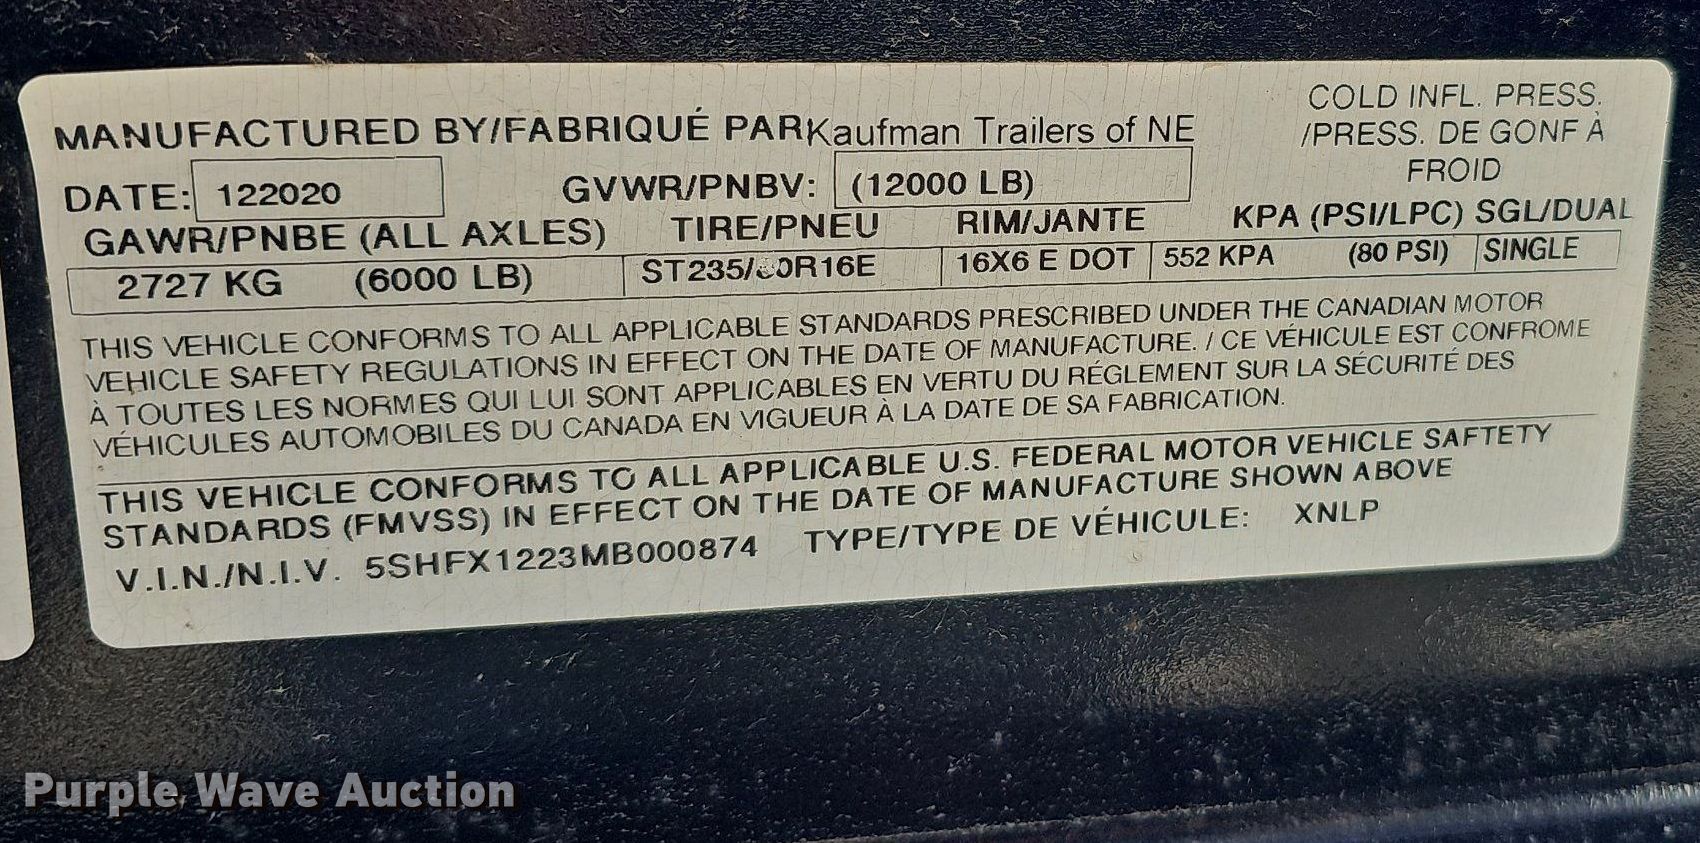 MANUFACTURED BY/FABRIQUÉ PAR Kaufman Trailers of NE
COLD INFL. PRESS.
/PRESS. DE GONF À
FROID
DATE: 122020 GVWR/PNBV: (12000 LB)
GAWR/PNBE (ALL AXLES) TIRE/PNEU RIM/JANTE KPA (PSI/LPC) SGL/DUAL
2727 KG (6000 LB) 16X6 E DOT 552 KPA (80 PSI) SINGLE
THIS VEHICLE CONFORMS TO ALL APPLICABLE STANDARDS PRESCRIBED UNDER THE CANADIAN MOTOR
VEHICLE SAFETY REGULATIONS IN EFFECT ON THE DATE OF MANUFACTURE. / CE VÉHICULE EST CONFROME
À TOUTES LES NORMES QUI LUI SONT APPLICABLES EN VERTU DU RÉGLEMENT SUR LA SÉCURITÉ DES
VÉHICULES AUTOMOBILES DU CANADA EN VIGUEUR À LA DATE DE SA FABRICATION.
THIS VEHICLE CONFORMS TO ALL APPLICABLE U.S. FEDERAL MOTOR VEHICLE SAFTETY
STANDARDS (FMVSS) IN EFFECT ON THE DATE OF MANUFACTURE SHOWN ABOVE
V.I.N./N.I.V. 5SHFX1223MB000874 TYPE/TYPE DE VÉHICULE: XNLP
Purple Wave Auction